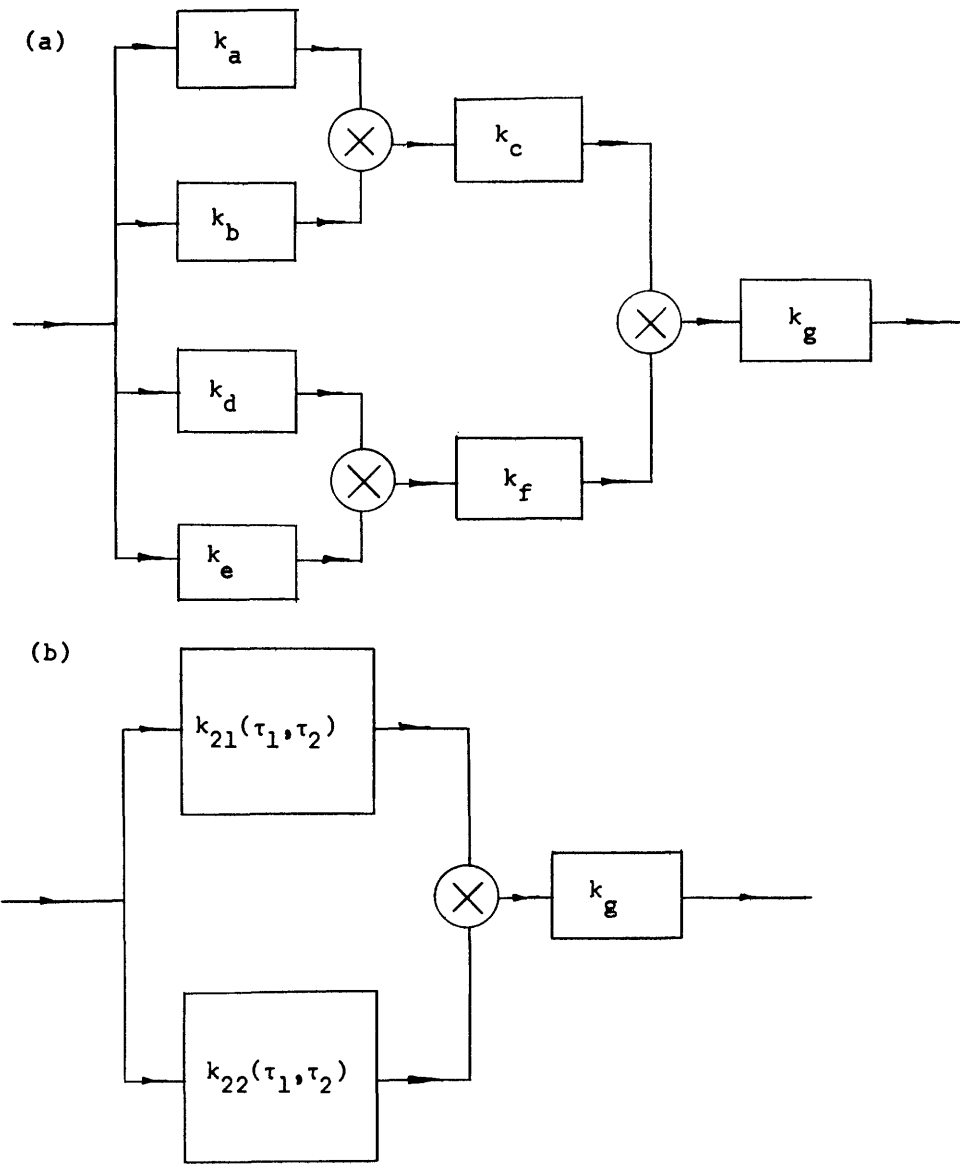 (a)
k_a
k_c
k_b
k_g
k_d
k_f
k_e
(b)
k_21(τ_1,τ_2)
k_g
k_22(τ_1,τ_2)